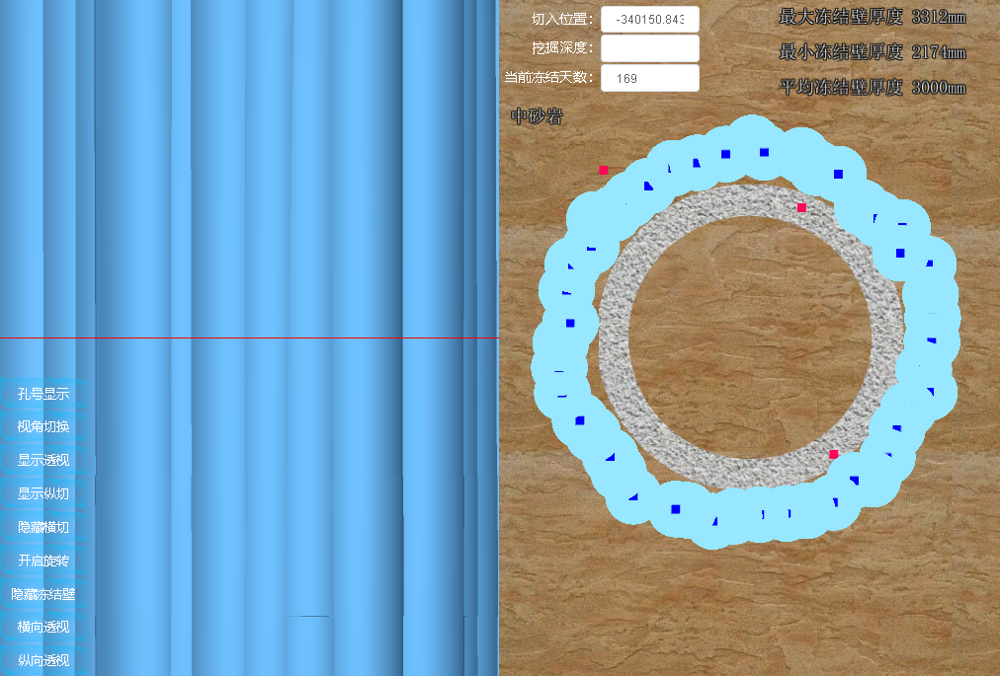 切入位置： -340150.843
最大冻结壁厚度 3312mm
挖掘深度：
最小冻结壁厚度 2174mm
当前冻结天数： 169
平均冻结壁厚度 3000mm
中砂岩
孔号显示
视角切换
显示透视
显示纵切
隐藏横切
开启旋转
隐藏冻结壁
横向透视
纵向透视